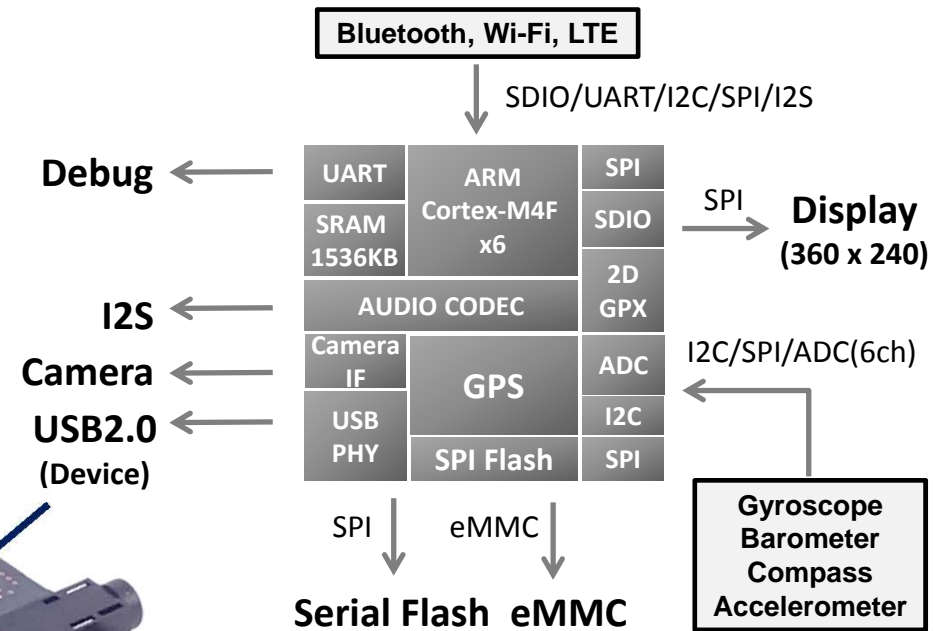 Bluetooth, Wi-Fi, LTE
SDIO/UART/I2C/SPI/I2S
Debug
UART
ARM
Cortex-M4F
x6
SPI
SRAM
1536KB
SDIO
SPI
Display
(360 x 240)
2D
GPX
I2S
AUDIO CODEC
Camera
Camera
IF
GPS
ADC
I2C/SPI/ADC(6ch)
USB2.0
(Device)
USB
PHY
I2C
SPI Flash
SPI
SPI
eMMC
Serial Flash
eMMC
Gyroscope
Barometer
Compass
Accelerometer